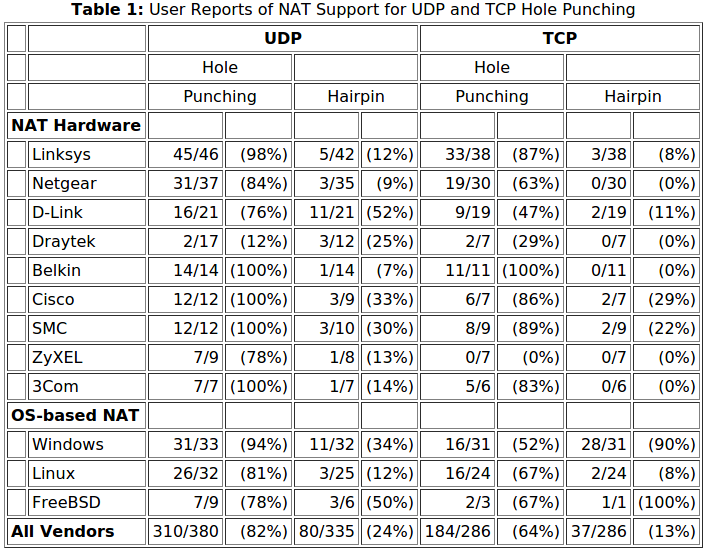 Table 1: User Reports of NAT Support for UDP and TCP Hole Punching
UDP TCP
Hole Hole
Punching Hairpin Punching Hairpin
NAT Hardware
Linksys 45/46 (98%) 5/42 (12%) 33/38 (87%) 3/38 (8%)
Netgear 31/37 (84%) 3/35 (9%) 19/30 (63%) 0/30 (0%)
D-Link 16/21 (76%) 11/21 (52%) 9/19 (47%) 2/19 (11%)
Draytek 2/17 (12%) 3/12 (25%) 2/7 (29%) 0/7 (0%)
Belkin 14/14 (100%) 1/14 (7%) 11/11 (100%) 0/11 (0%)
Cisco 12/12 (100%) 3/9 (33%) 6/7 (86%) 2/7 (29%)
SMC 12/12 (100%) 3/10 (30%) 8/9 (89%) 2/9 (22%)
ZyXEL 7/9 (78%) 1/8 (13%) 0/7 (0%) 0/7 (0%)
3Com 7/7 (100%) 1/7 (14%) 5/6 (83%) 0/6 (0%)
OS-based NAT
Windows 31/33 (94%) 11/32 (34%) 16/31 (52%) 28/31 (90%)
Linux 26/32 (81%) 3/25 (12%) 16/24 (67%) 2/24 (8%)
FreeBSD 7/9 (78%) 3/6 (50%) 2/3 (67%) 1/1 (100%)
All Vendors 310/380 (82%) 80/335 (24%) 184/286 (64%) 37/286 (13%)